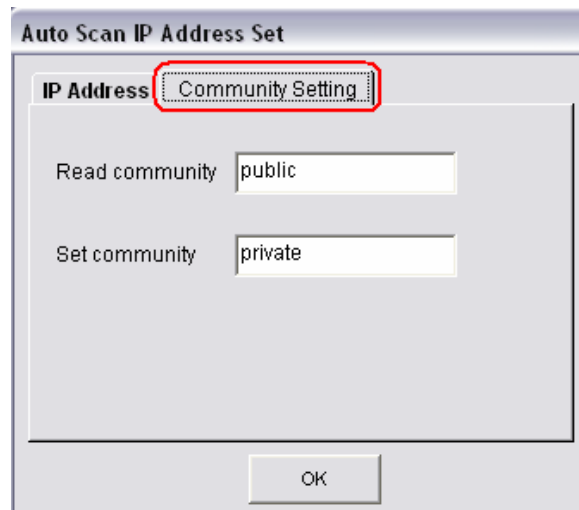 Auto Scan IP Address Set
IP Address Community Setting
Read community public
Set community private
OK